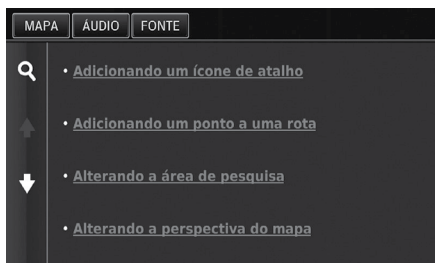 MAPA ÁUDIO FONTE
• Adicionando um ícone de atalho
• Adicionando um ponto a uma rota
• Alterando a área de pesquisa
• Alterando a perspectiva do mapa